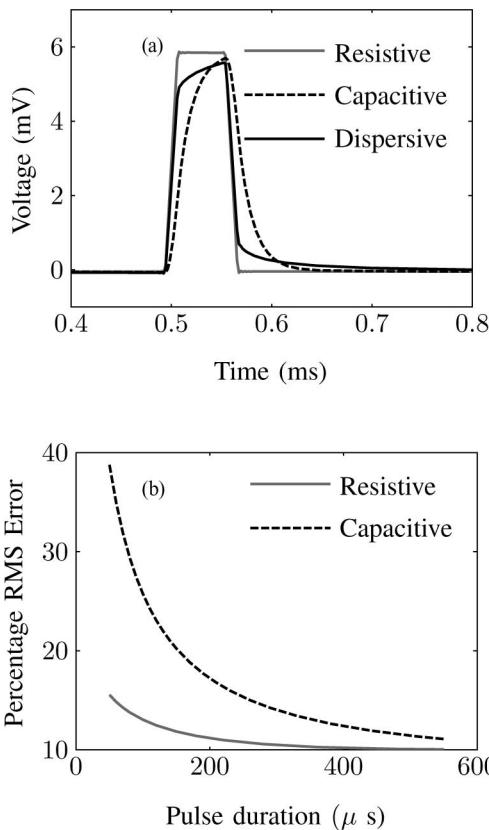 6
4
2
0
0.4 0.5 0.6 0.7 0.8
Voltage (mV)
Time (ms)
(a)
Resistive
Capacitive
Dispersive
40
30
20
10
0 200 400 600
Percentage RMS Error
Pulse duration (μ s)
(b)
Resistive
Capacitive